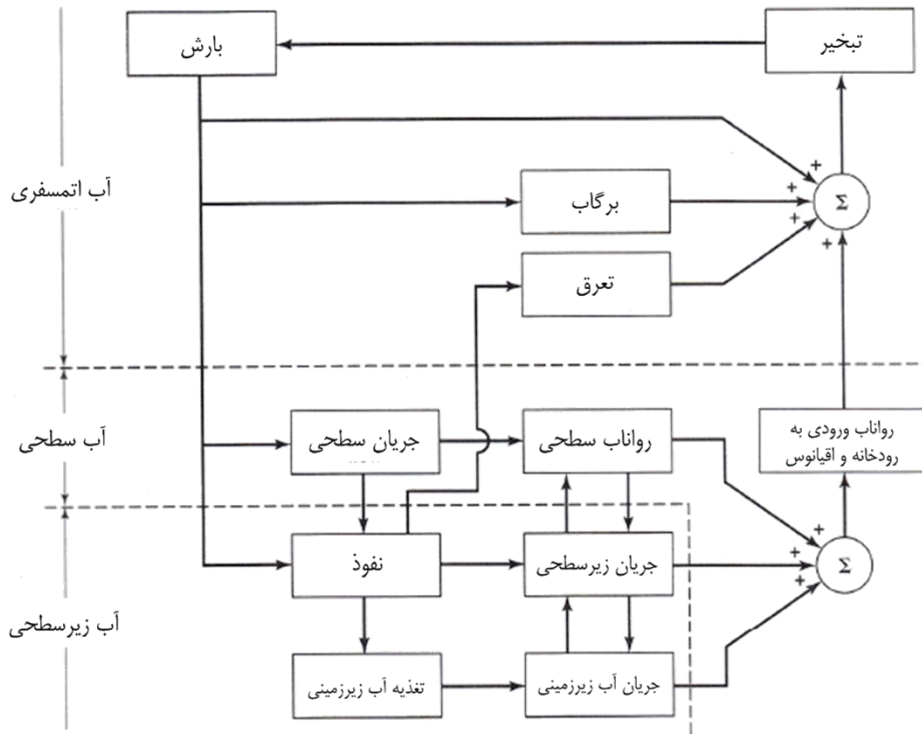 بارش
تبخیر
آب اتمسفری
برگاب
تعرق
Σ
+
+
+
+
آب سطحی
جریان سطحی
رواناب سطحی
رواناب ورودی به
رودخانه و اقیانوس
آب زیرسطحی
نفوذ
جریان زیرسطحی
Σ
+
+
+
تغذیه آب زیرزمینی
جریان آب زیرزمینی